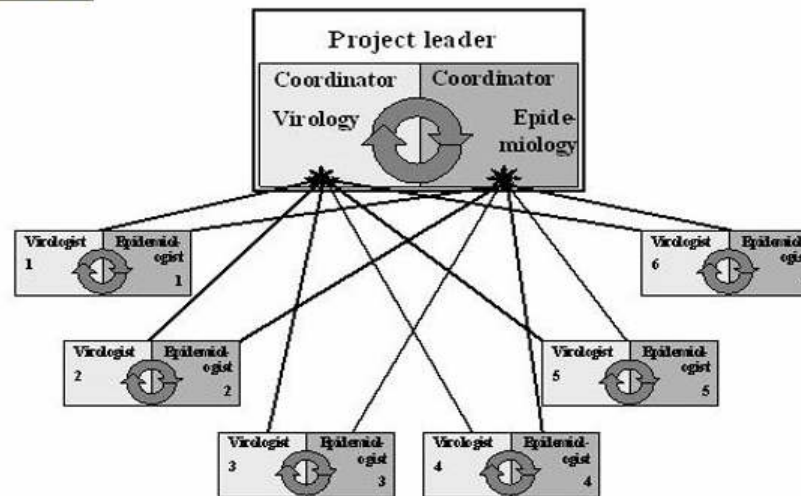 Project leader
Coordinator Coordinator
Virology Epide-
miology
Virologist Epidemiol-
1 ogist
1
Virologist Epidemiol-
6 ogist
Virologist Epidemiol-
2 ogist
2
Virologist Epidemiol-
5 ogist
5
Virologist Epidemiol-
3 ogist
3
Virologist Epidemiol-
4 ogist
4